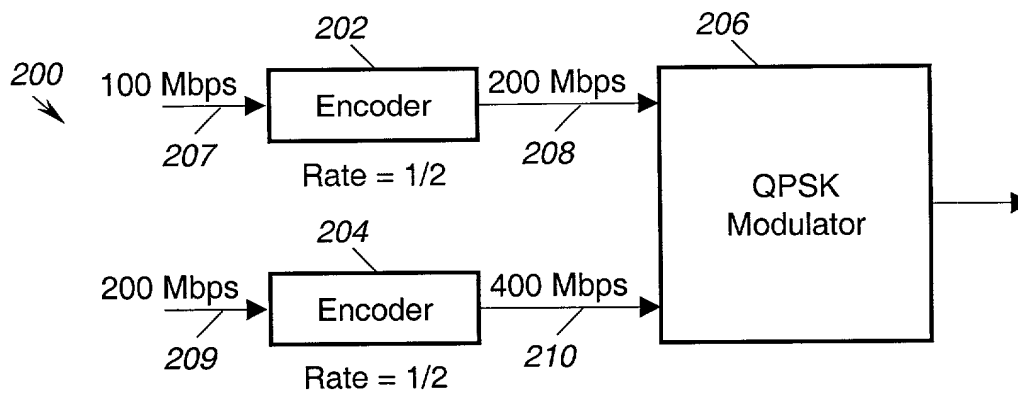 202
206
200
100 Mbps
Encoder
200 Mbps
207
208
Rate = 1/2
QPSK
Modulator
204
200 Mbps
Encoder
400 Mbps
209
210
Rate = 1/2